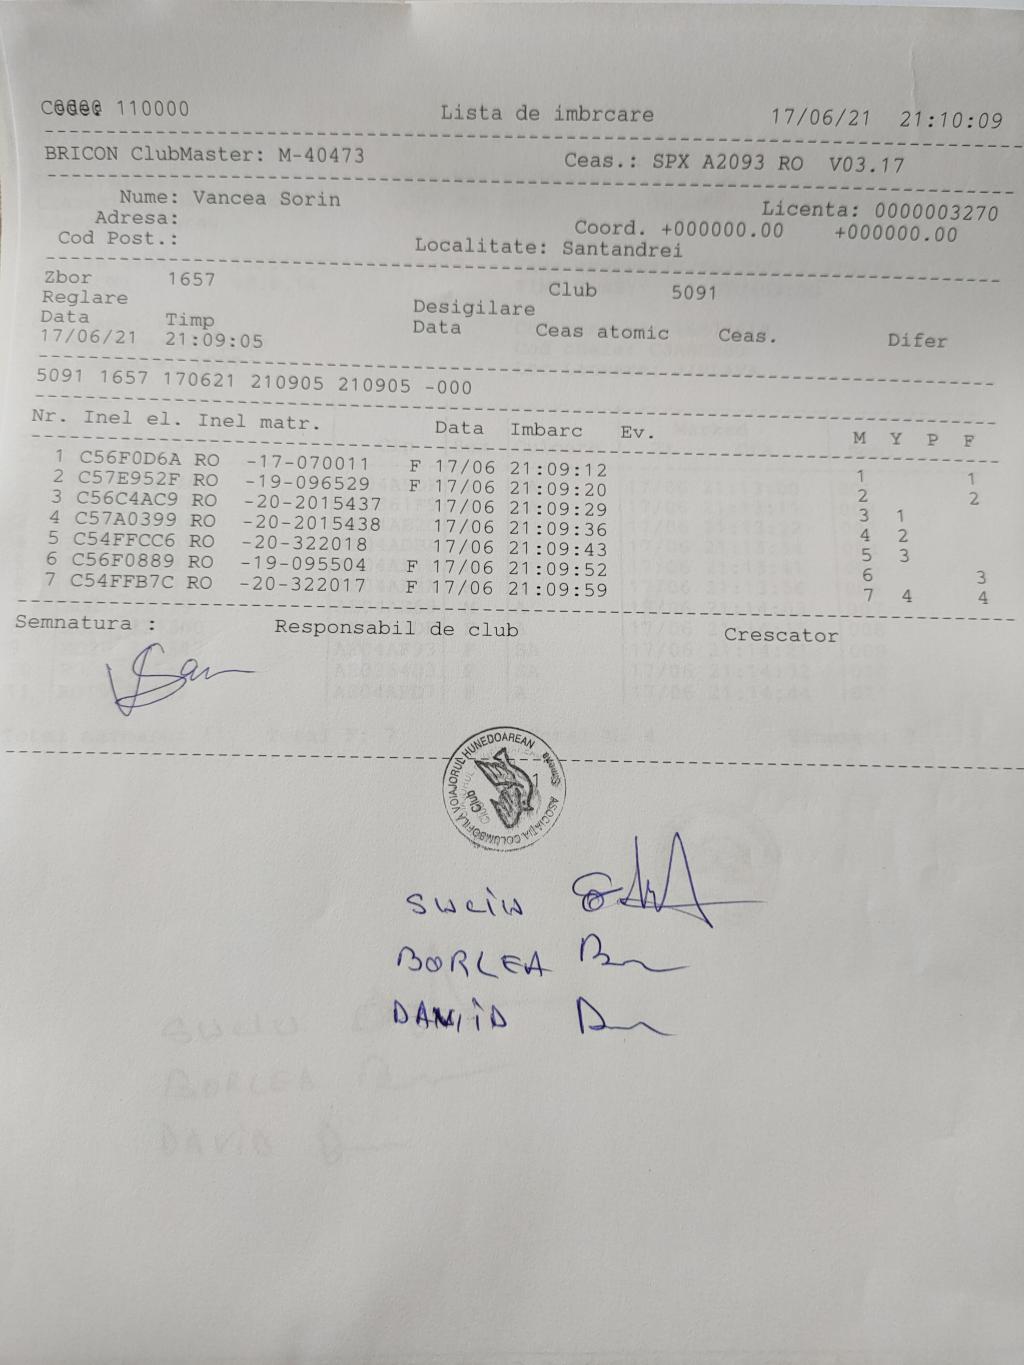 110000 Lista de imbrcare 17/06/21 21:10:09
BRICON ClubMaster: M-40473 Ceas.: SPX A2093 RO V03.17
Nume: Vancea Sorin Licenta: 0000003270
Adresa: Coord. +000000.00 +000000.00
Cod Post.: Localitate: Santandrei
Zbor 1657 Club 5091
Reglare Desigilare
Data Timp Data Ceas atomic Ceas. Difer
17/06/21 21:09:05
5091 1657 170621 210905 210905 -000
Nr. Inel el. Inel matr. Data Imbarc Ev. M Y P F
1 C56F0D6A RO -17-070011 F 17/06 21:09:12 1 1
2 C57E952F RO -19-096529 F 17/06 21:09:20 2 2
3 C56C4AC9 RO -20-2015437 17/06 21:09:29 3 1
4 C57A0399 RO -20-2015438 17/06 21:09:36 4 2
5 C54FFCC6 RO -20-322018 17/06 21:09:43 5 3
6 C56F0889 RO -19-095504 F 17/06 21:09:52 6 3
7 C54FFB7C RO -20-322017 F 17/06 21:09:59 7 4 4
Semnatura : Responsabil de club Crescator
ASOCIAȚIA COLUMBOFILĂ VOIAJORUL HUNEDOAREAN
Club
Simeria
1
SUCIU
BORLEA
DAVID